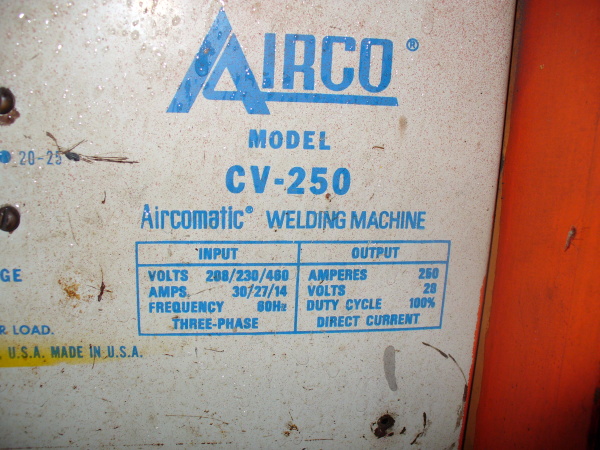 AIRCO®
MODEL
CV-250
20-25
Aircomatic® WELDING MACHINE
INPUT OUTPUT
VOLTS 208/230/460 AMPERES 250
AMPS. 30/27/14 VOLTS 28
FREQUENCY 60Hz DUTY CYCLE 100%
THREE-PHASE DIRECT CURRENT
GE
LOAD.
U.S.A. MADE IN U.S.A.